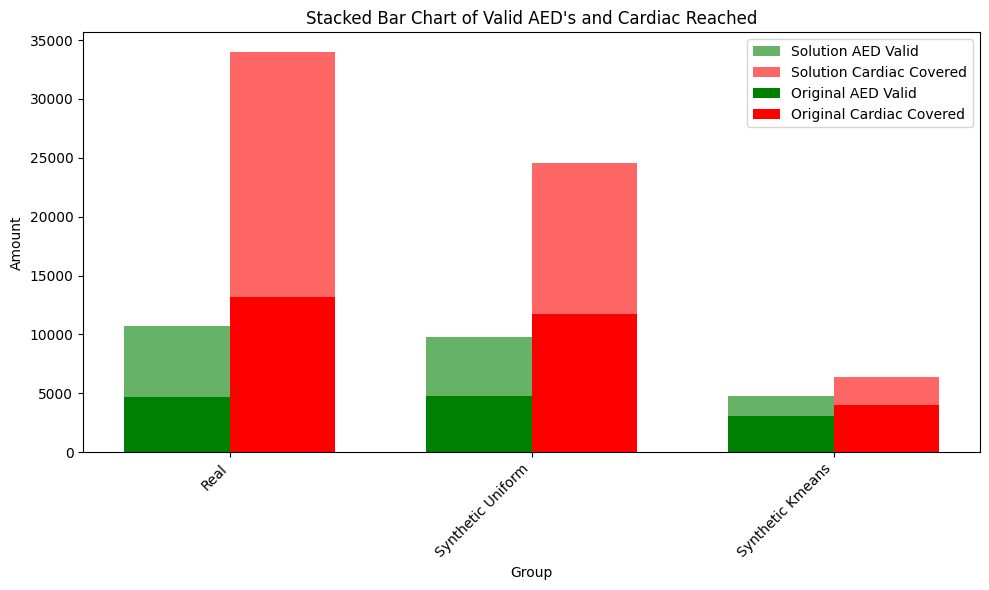 Stacked Bar Chart of Valid AED's and Cardiac Reached
Solution AED Valid
Solution Cardiac Covered
Original AED Valid
Original Cardiac Covered
Amount
35000
30000
25000
20000
15000
10000
5000
0
Real
Synthetic Uniform
Synthetic Kmeans
Group